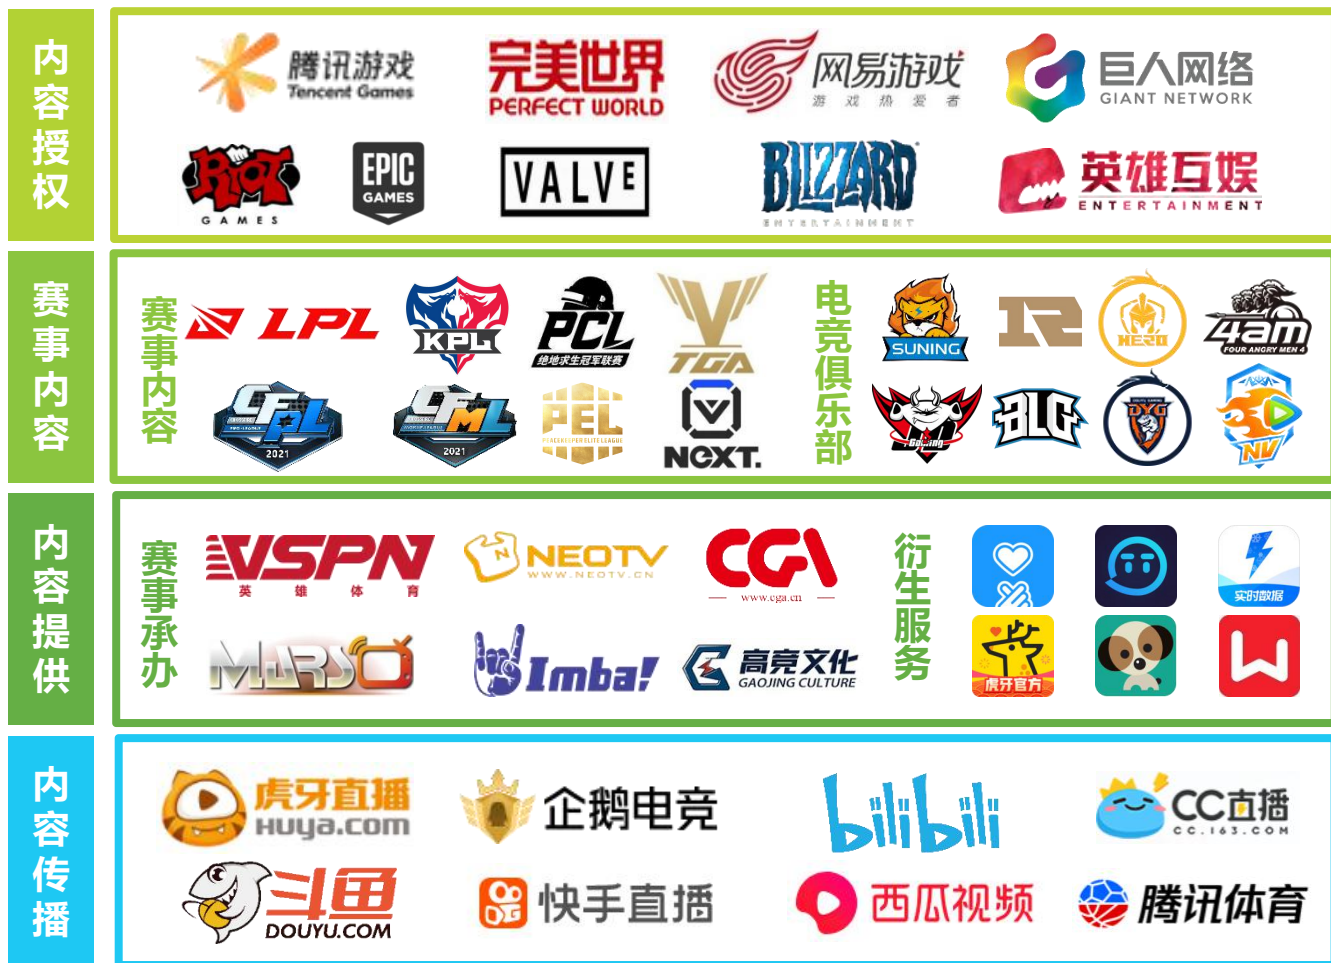 内容授权
腾讯游戏
Tencent Games
完美世界
PERFECT WORLD
网易游戏
游戏热爱者
巨人网络
GIANT NETWORK
RIOT
GAMES
EPIC
GAMES
VALVE
BLIZZARD
ENTERTAINMENT
英雄互娱
ENTERTAINMENT
赛事内容
赛事内容
LPL
KPL
PCL
绝地求生冠军联赛
TGA
CFPL
2021
CFML
2021
PEL
PEACEKEEPER ELITE LEAGUE
NEXT.
电竞俱乐部
SUNING
HERO
4am
FOUR ANGRY MEN 4
Gaming
BLG
DYG
NV
内容提供
赛事承办
VSPN
英雄体育
NEOTV
WWW.NEOTV.CN
CGA
www.cga.cn
MARS
Imba!
高竞文化
GAOJING CULTURE
衍生服务
实时数据
虎牙官方
内容传播
虎牙直播
HUYA.COM
企鹅电竞
bilibili
CC直播
CC.163.COM
斗鱼
DOUYU.COM
快手直播
西瓜视频
腾讯体育